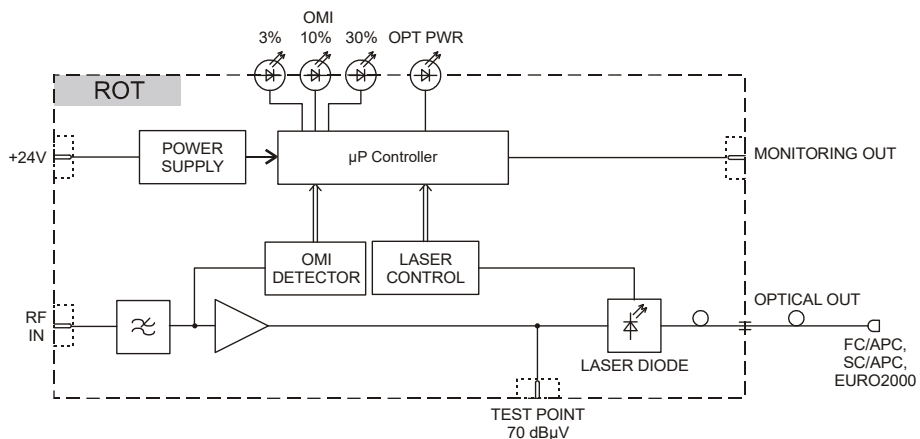 OMI
3% 10% 30% OPT PWR
ROT
+24V
POWER
SUPPLY
µP Controller
MONITORING OUT
OMI
DETECTOR
LASER
CONTROL
RF
IN
OPTICAL OUT
LASER DIODE
FC/APC,
SC/APC,
EURO2000
TEST POINT
70 dBµV